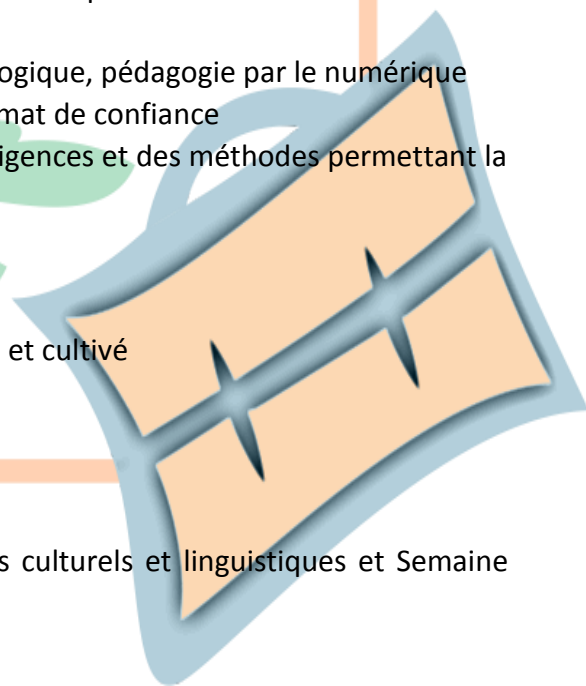 ogique, pédagogie par le numérique
mat de confiance
igences et des méthodes permettant la
et cultivé
s culturels et linguistiques et Semaine